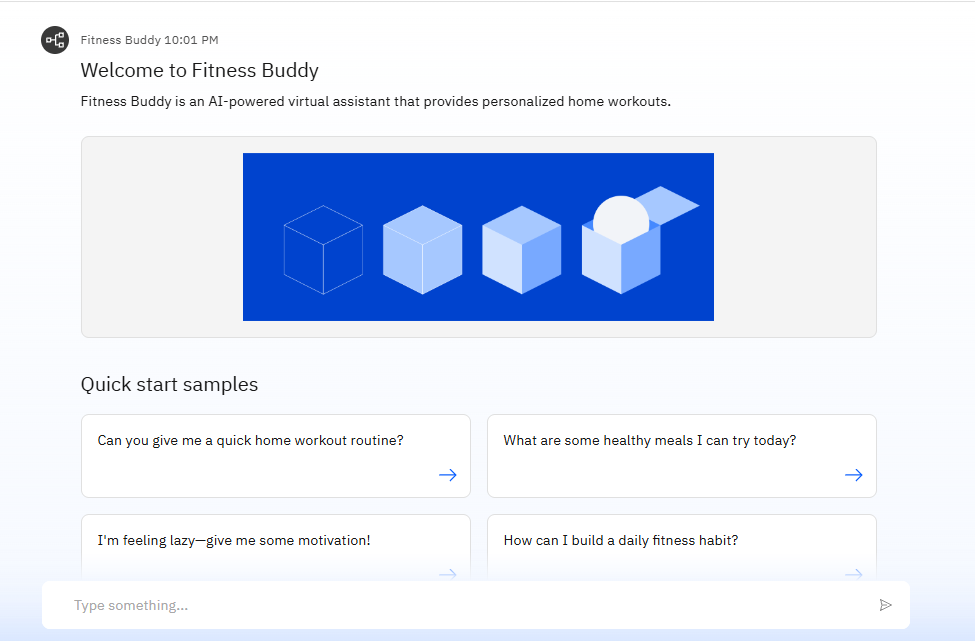 Fitness Buddy 10:01 PM
Welcome to Fitness Buddy
Fitness Buddy is an AI-powered virtual assistant that provides personalized home workouts.
Quick start samples
Can you give me a quick home workout routine?
What are some healthy meals I can try today?
I'm feeling lazy—give me some motivation!
How can I build a daily fitness habit?
Type something...